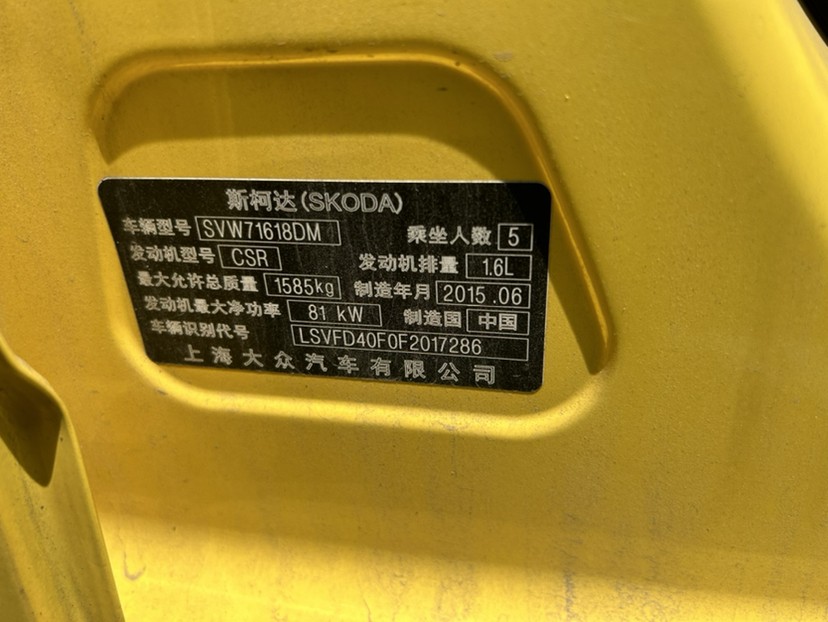 斯柯达(SKODA)
车辆型号 SVW71618DM 乘坐人数 5
发动机型号 CSR 发动机排量 1.6L
最大允许总质量 1585kg 制造年月 2015.06
发动机最大净功率 81 kW 制造国 中国
车辆识别代号 LSVFD40F0F2017286
上海大众汽车有限公司